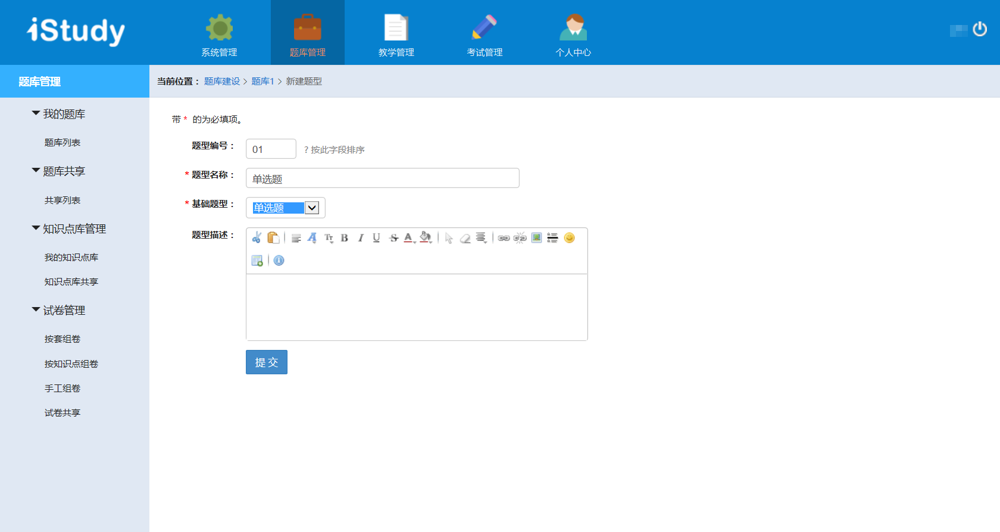 iStudy
系统管理
题库管理
教学管理
考试管理
个人中心
题库管理
当前位置： 题库建设 > 题库1 > 新建题型
我的题库
题库列表
题库共享
共享列表
知识点库管理
我的知识点库
知识点库共享
试卷管理
按套组卷
按知识点组卷
手工组卷
试卷共享
带 * 的为必填项。
题型编号： 01 ? 按此字段排序
* 题型名称： 单选题
* 基础题型： 单选题
题型描述：
提 交